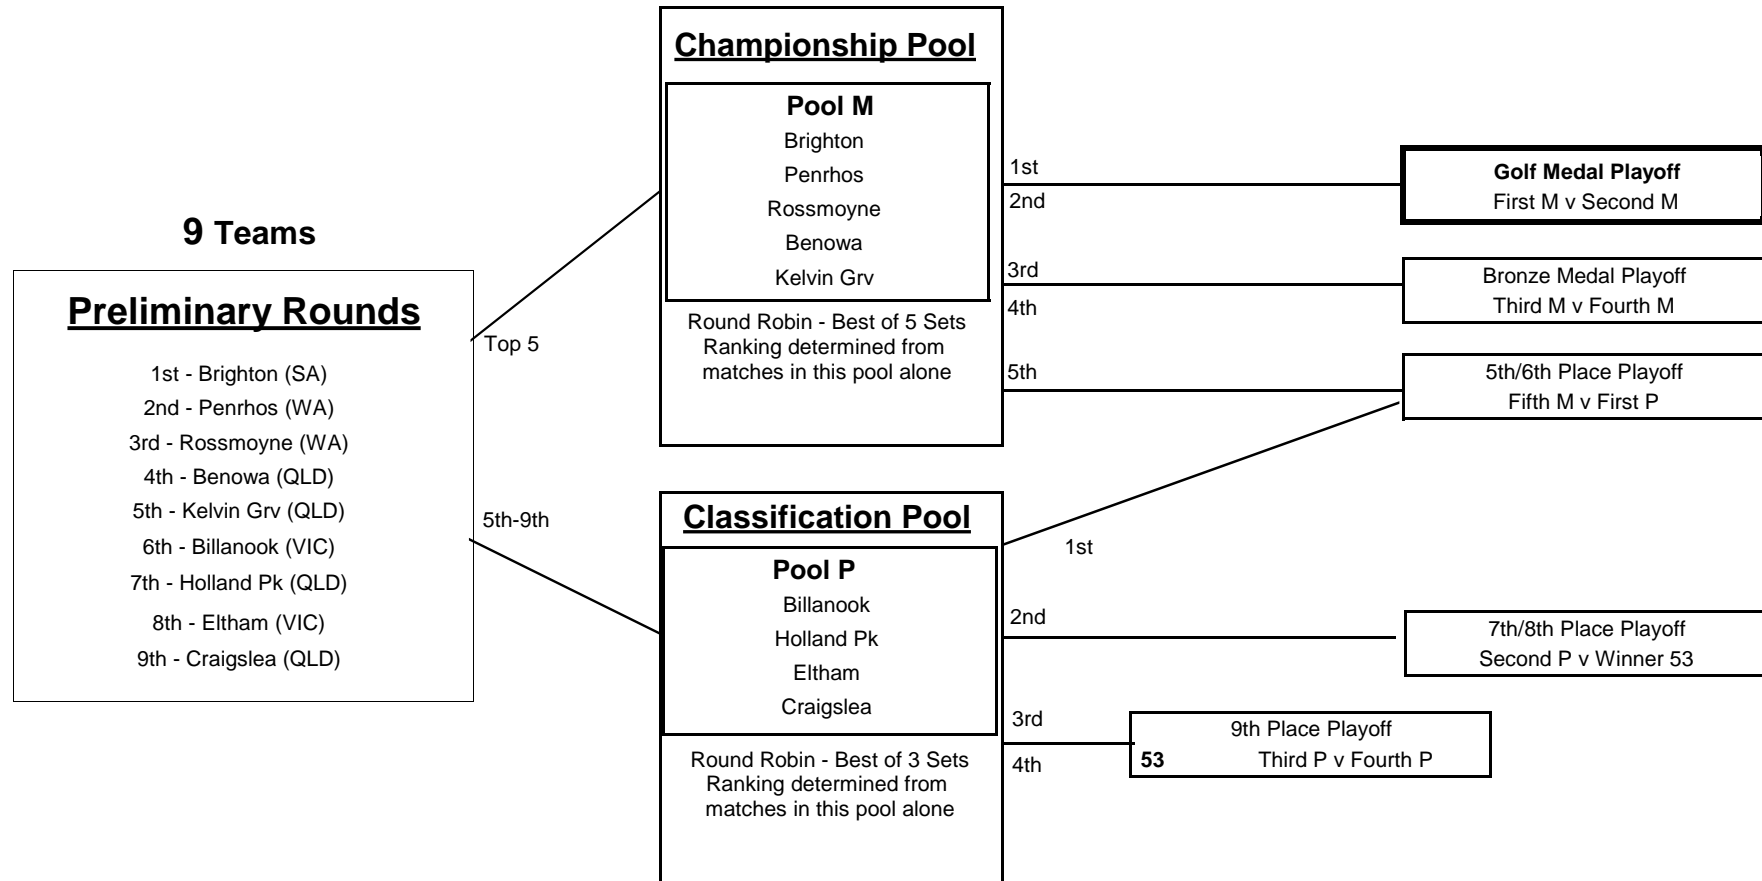 9 Teams
Preliminary Rounds
1st - Brighton (SA)
2nd - Penrhos (WA)
3rd - Rossmoyne (WA)
4th - Benowa (QLD)
5th - Kelvin Grv (QLD)
6th - Billanook (VIC)
7th - Holland Pk (QLD)
8th - Eltham (VIC)
9th - Craigslea (QLD)
Top 5
5th-9th
Championship Pool
Pool M
Brighton
Penrhos
Rossmoyne
Benowa
Kelvin Grv
Round Robin - Best of 5 Sets
Ranking determined from
matches in this pool alone
1st
2nd
3rd
4th
5th
Classification Pool
Pool P
Billanook
Holland Pk
Eltham
Craigslea
Round Robin - Best of 3 Sets
Ranking determined from
matches in this pool alone
1st
2nd
3rd
4th
Golf Medal Playoff
First M v Second M
Bronze Medal Playoff
Third M v Fourth M
5th/6th Place Playoff
Fifth M v First P
7th/8th Place Playoff
Second P v Winner 53
9th Place Playoff
53 Third P v Fourth P